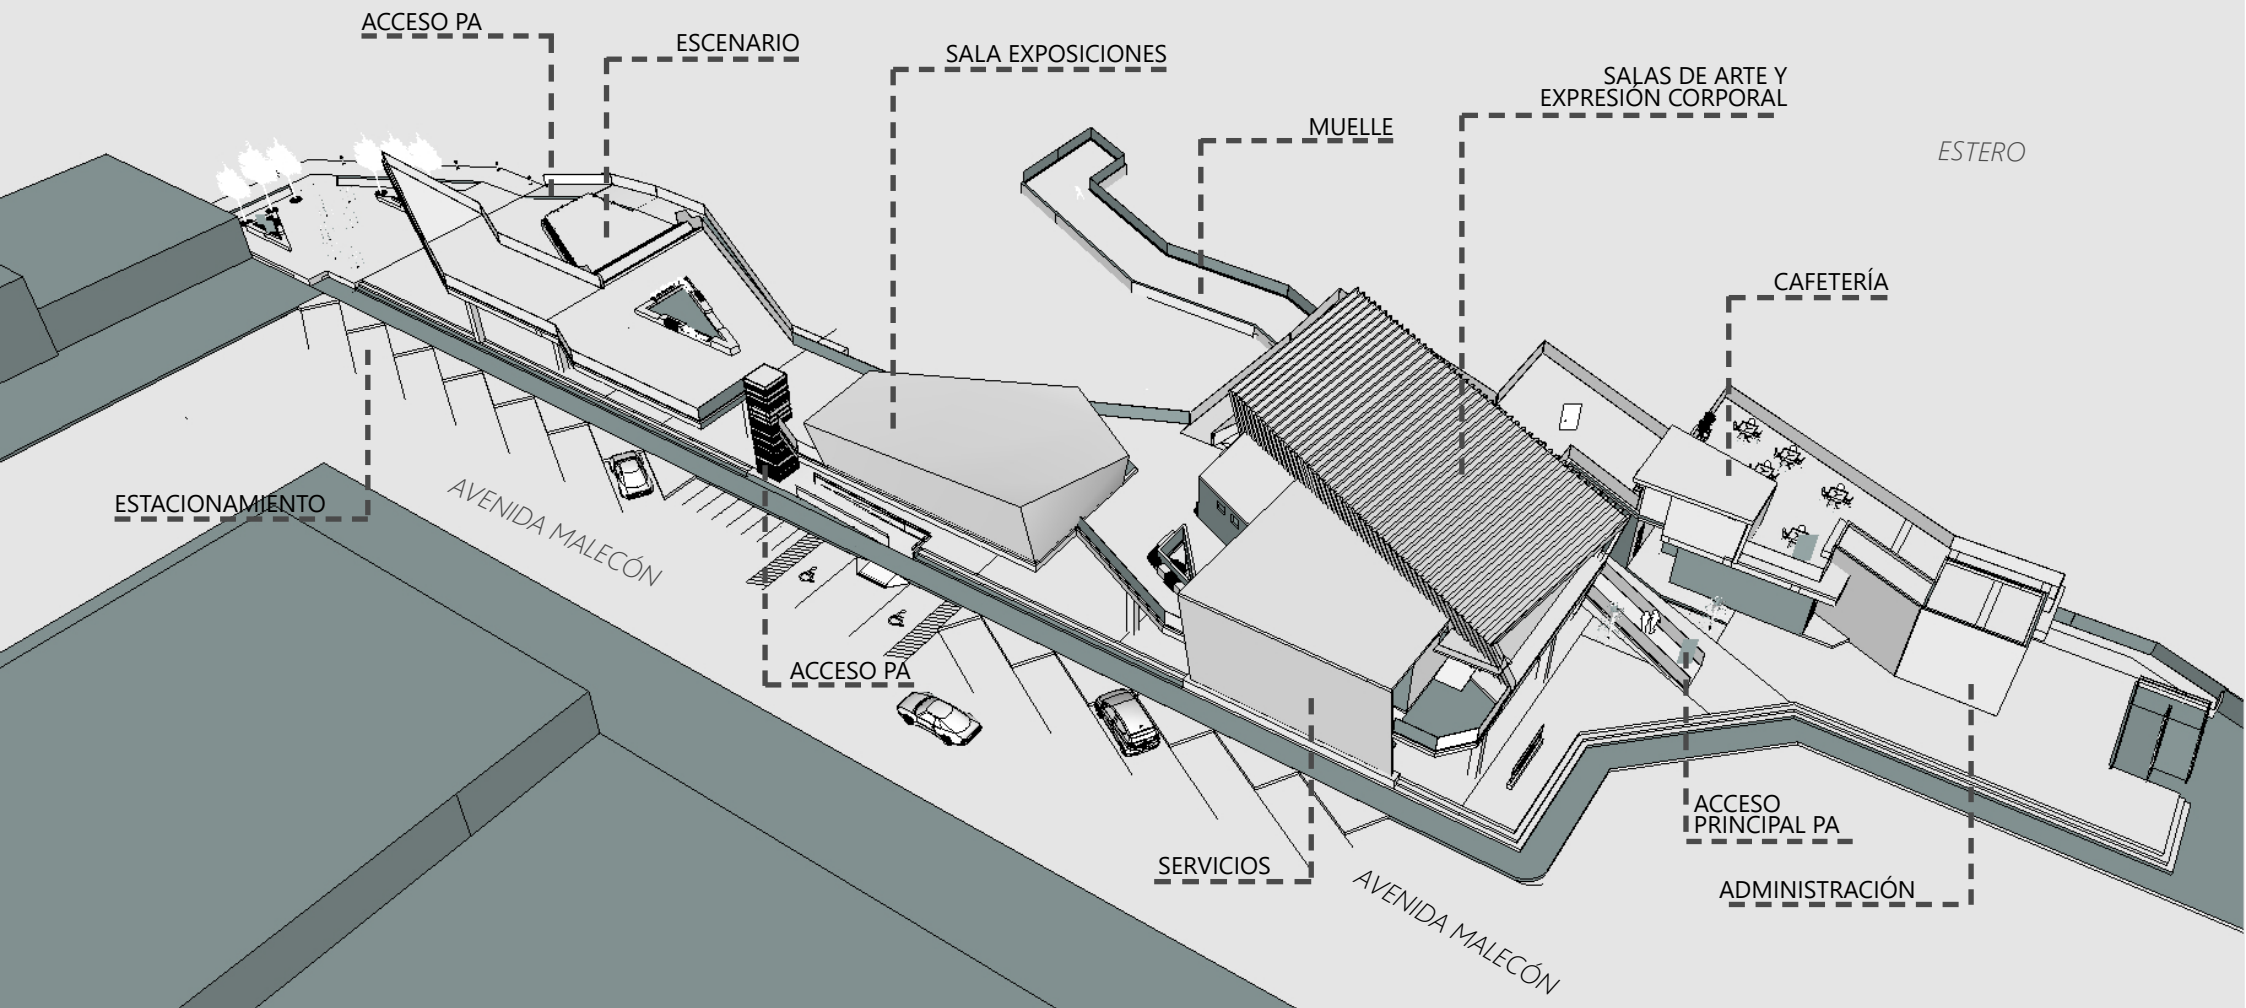 ACCESO PA
ESCENARIO
SALA EXPOSICIONES
SALAS DE ARTE Y
EXPRESIÓN CORPORAL
MUELLE
ESTERO
CAFETERÍA
ESTACIONAMIENTO
AVENIDA MALECÓN
ACCESO PA
ACCESO
PRINCIPAL PA
SERVICIOS
ADMINISTRACIÓN
AVENIDA MALECÓN